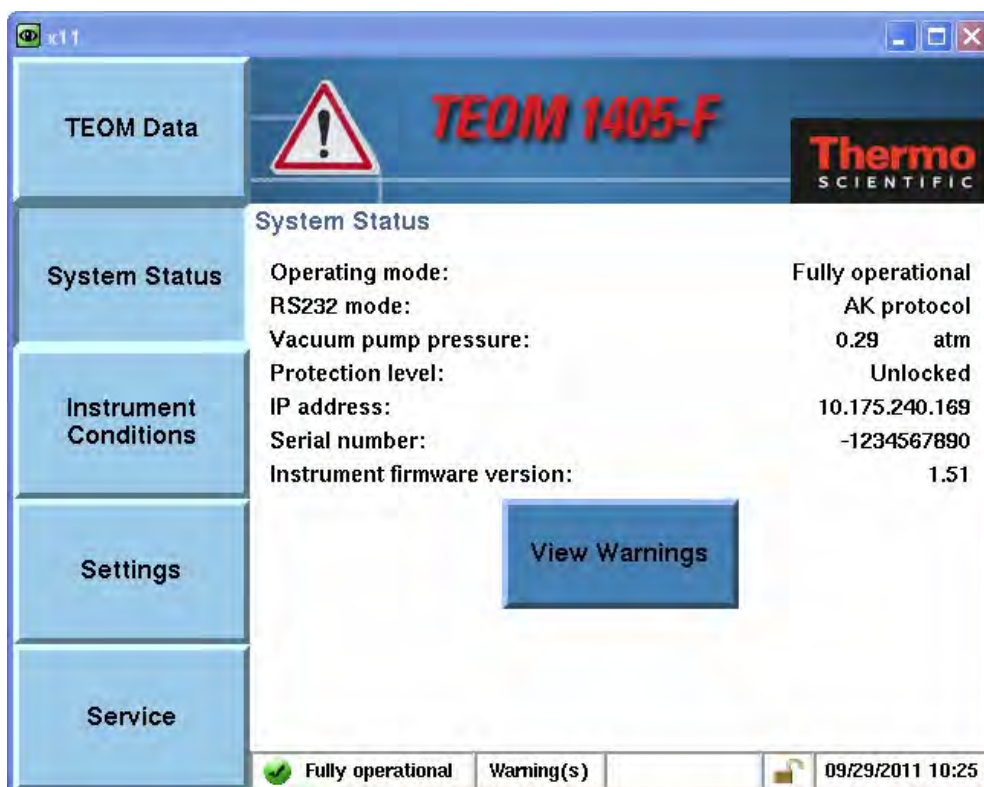 x11
TEOM Data
System Status
Instrument
Conditions
Settings
Service
TEOM 1405-F
Thermo
SCIENTIFIC
System Status
Operating mode: Fully operational
RS232 mode: AK protocol
Vacuum pump pressure: 0.29 atm
Protection level: Unlocked
IP address: 10.175.240.169
Serial number: -1234567890
Instrument firmware version: 1.51
View Warnings
Fully operational Warning(s) 09/29/2011 10:25